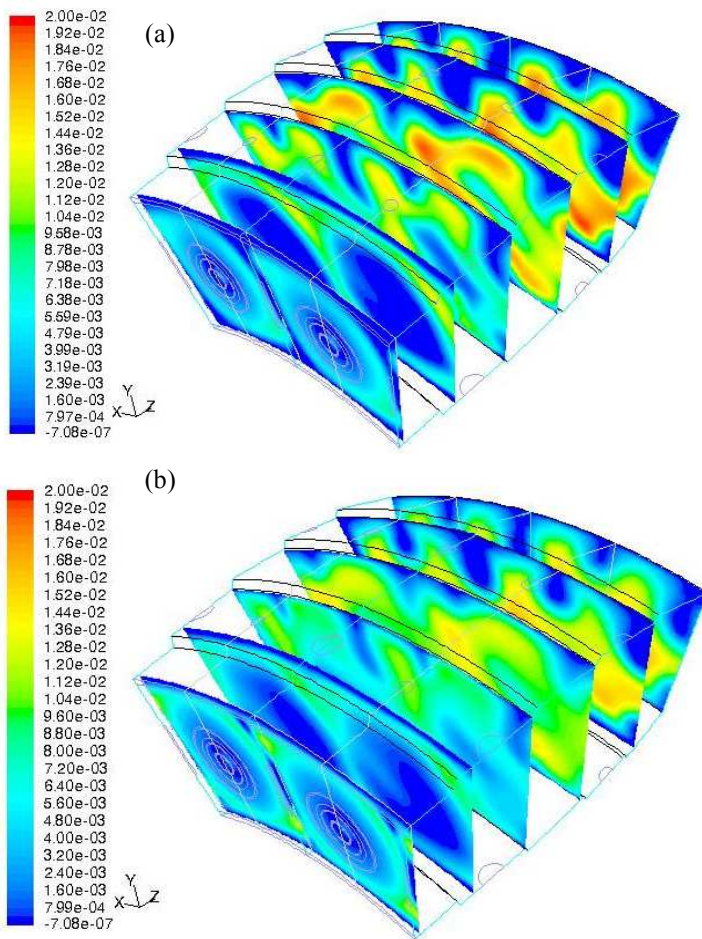 (a)
2.00e-02
1.92e-02
1.84e-02
1.76e-02
1.68e-02
1.60e-02
1.52e-02
1.44e-02
1.36e-02
1.28e-02
1.20e-02
1.12e-02
1.04e-02
9.58e-03
8.78e-03
7.98e-03
7.18e-03
6.38e-03
5.59e-03
4.79e-03
3.99e-03
3.19e-03
2.39e-03
1.60e-03
7.97e-04
-7.08e-07
Y
X Z
(b)
2.00e-02
1.92e-02
1.84e-02
1.76e-02
1.68e-02
1.60e-02
1.52e-02
1.44e-02
1.36e-02
1.28e-02
1.20e-02
1.12e-02
1.04e-02
9.60e-03
8.80e-03
8.00e-03
7.20e-03
6.40e-03
5.60e-03
4.80e-03
4.00e-03
3.20e-03
2.40e-03
1.60e-03
7.99e-04
-7.08e-07
Y
X Z